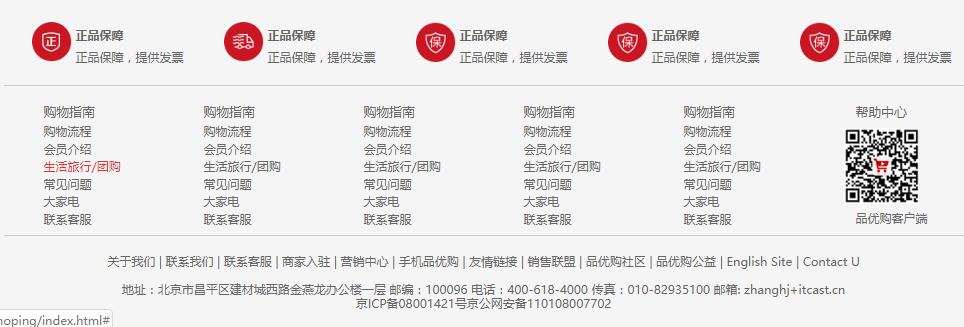 正品保障 正品保障 正品保障 正品保障 正品保障
正品保障，提供发票 正品保障，提供发票 正品保障，提供发票 正品保障，提供发票 正品保障，提供发票
购物指南 购物指南 购物指南 购物指南 购物指南 帮助中心
购物流程 购物流程 购物流程 购物流程 购物流程
会员介绍 会员介绍 会员介绍 会员介绍 会员介绍
生活旅行/团购 生活旅行/团购 生活旅行/团购 生活旅行/团购 生活旅行/团购
常见问题 常见问题 常见问题 常见问题 常见问题
大家电 大家电 大家电 大家电 大家电
联系客服 联系客服 联系客服 联系客服 联系客服 品优购客户端
关于我们 | 联系我们 | 联系客服 | 商家入驻 | 营销中心 | 手机品优购 | 友情链接 | 销售联盟 | 品优购社区 | 品优购公益 | English Site | Contact U
地址：北京市昌平区建材城西路金燕龙办公楼一层 邮编：100096 电话：400-618-4000 传真：010-82935100 邮箱: zhanghj+itcast.cn
京ICP备08001421号京公网安备110108007702
hoping/index.html#